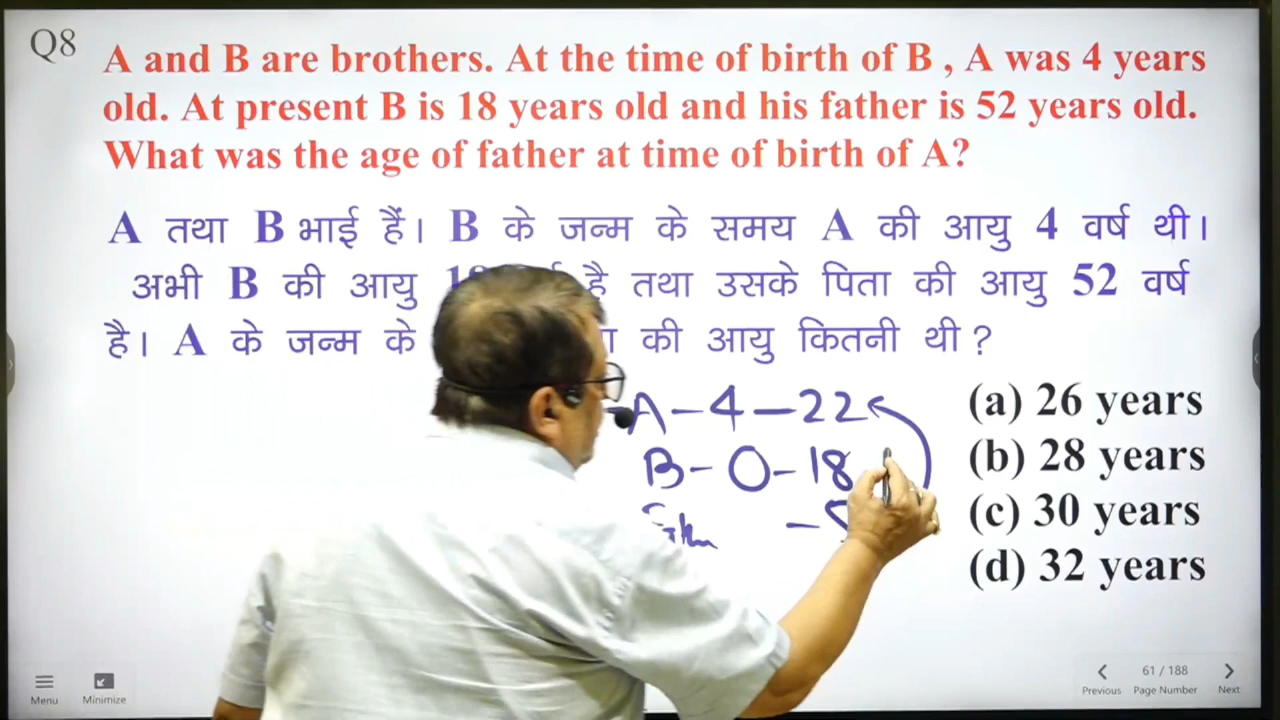 Q8
A and B are brothers. At the time of birth of B , A was 4 years
old. At present B is 18 years old and his father is 52 years old.
What was the age of father at time of birth of A?
A तथा B भाई हैं। B के जन्म के समय A की आयु 4 वर्ष थी।
अभी B की आयु है तथा उसके पिता की आयु 52 वर्ष
है। A के जन्म के की आयु कितनी थी ?
A - 4 - 22
B - 0 - 18
(a) 26 years
(b) 28 years
(c) 30 years
(d) 32 years
Menu
Minimize
Previous
61 / 188
Page Number
Next